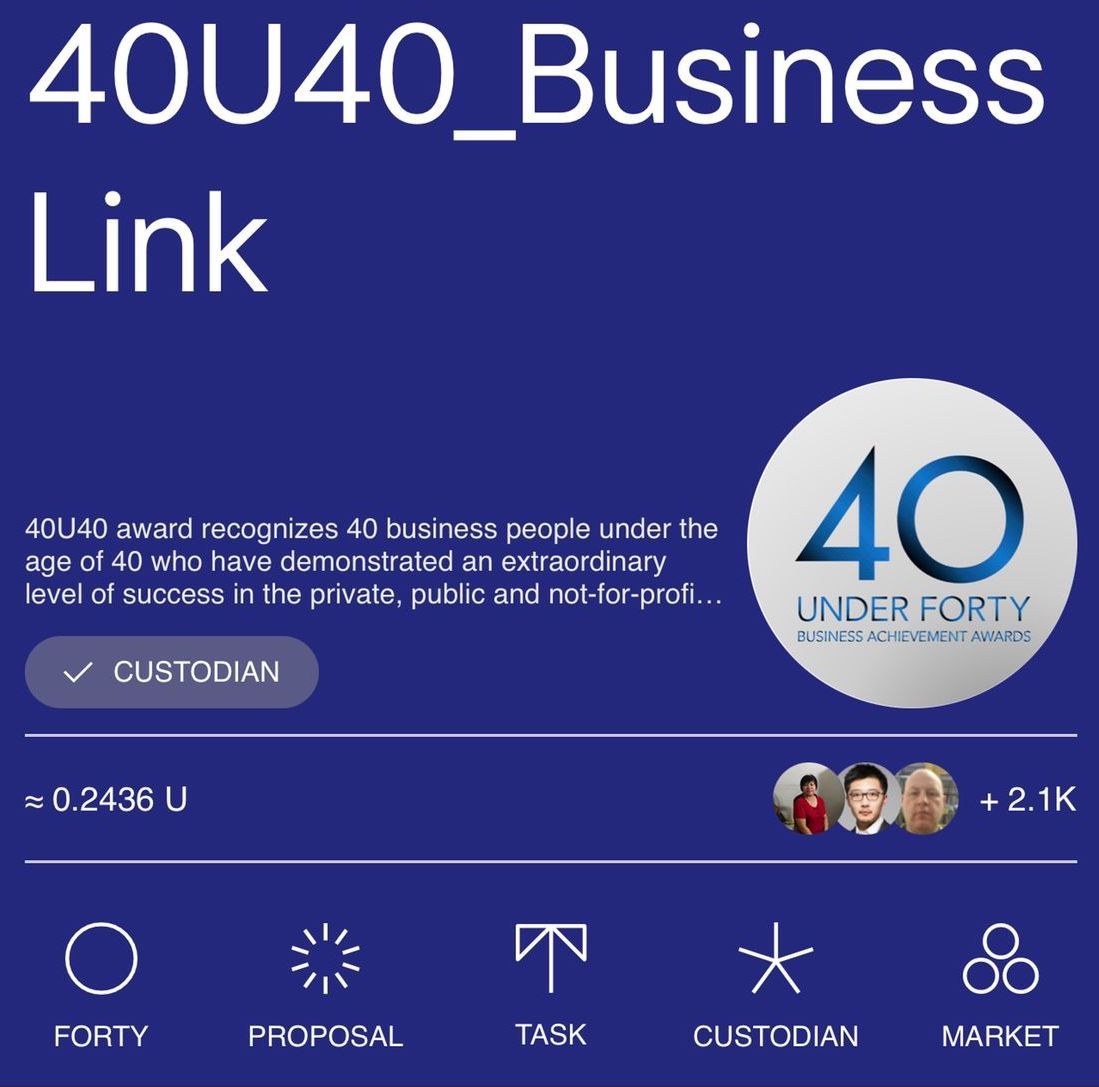 40U40_Business
Link
40
UNDER FORTY
BUSINESS ACHIEVEMENT AWARDS
40U40 award recognizes 40 business people under the
age of 40 who have demonstrated an extraordinary
level of success in the private, public and not-for-profi…
CUSTODIAN
≈ 0.2436 U
+ 2.1K
FORTY
PROPOSAL
TASK
CUSTODIAN
MARKET